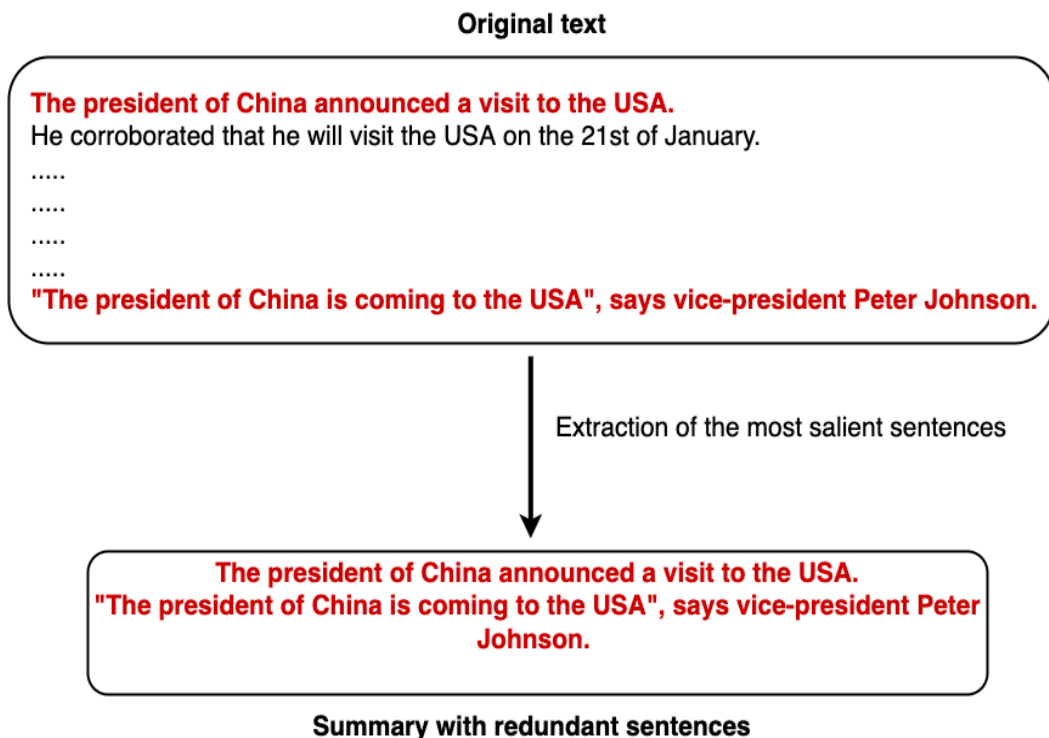 Original text
The president of China announced a visit to the USA.
He corroborated that he will visit the USA on the 21st of January.
.....
.....
.....
.....
"The president of China is coming to the USA", says vice-president Peter Johnson.
Extraction of the most salient sentences
The president of China announced a visit to the USA.
"The president of China is coming to the USA", says vice-president Peter
Johnson.
Summary with redundant sentences